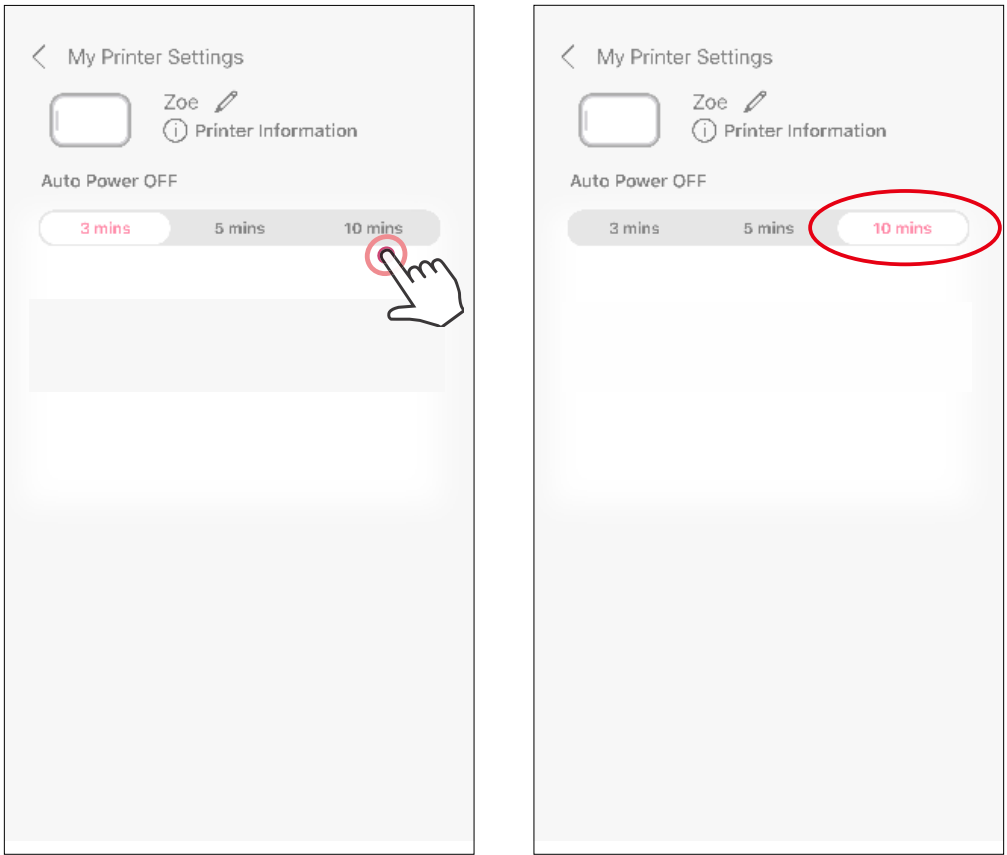 My Printer Settings
Zoe
Printer Information
Auto Power OFF
3 mins 5 mins 10 mins
My Printer Settings
Zoe
Printer Information
Auto Power OFF
3 mins 5 mins 10 mins